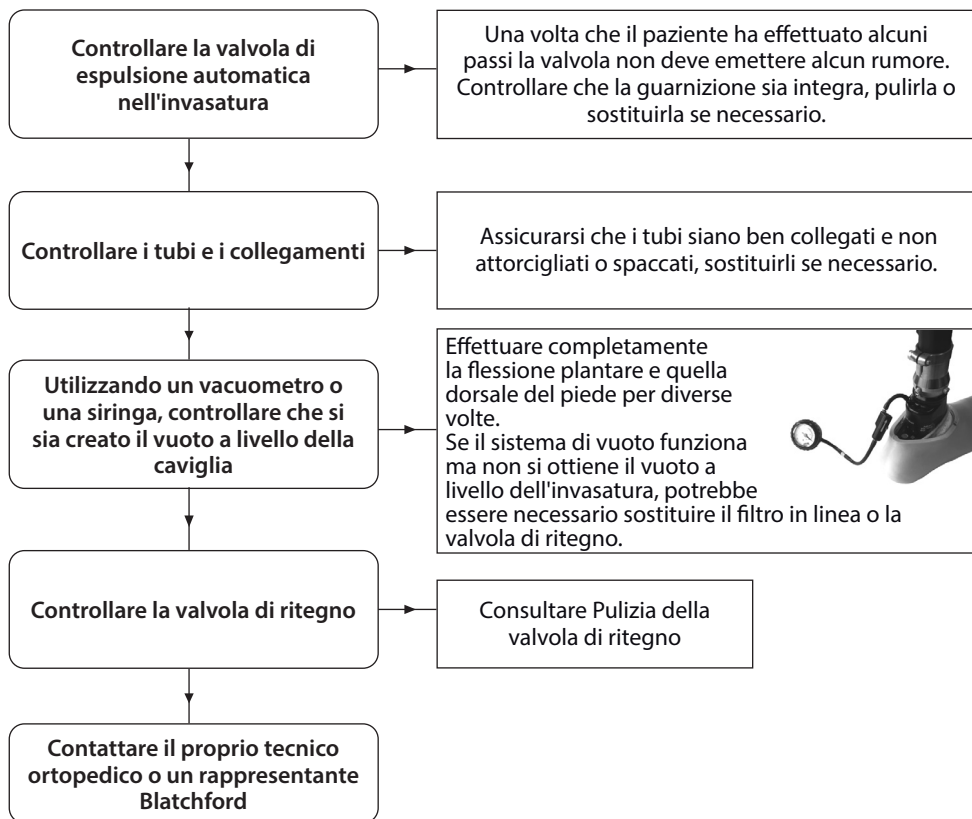 Controllare la valvola di
espulsione automatica
nell'invasatura
Una volta che il paziente ha effettuato alcuni
passi la valvola non deve emettere alcun rumore.
Controllare che la guarnizione sia integra, pulirla o
sostituirla se necessario.
Controllare i tubi e i collegamenti
Assicurarsi che i tubi siano ben collegati e non
attorcigliati o spaccati, sostituirli se necessario.
Utilizzando un vacuometro o
una siringa, controllare che si
sia creato il vuoto a livello della
caviglia
Effettuare completamente
la flessione plantare e quella
dorsale del piede per diverse
volte.
Se il sistema di vuoto funziona
ma non si ottiene il vuoto a
livello dell'invasatura, potrebbe
essere necessario sostituire il filtro in linea o la
valvola di ritegno.
Controllare la valvola di ritegno
Consultare Pulizia della
valvola di ritegno
Contattare il proprio tecnico
ortopedico o un rappresentante
Blatchford